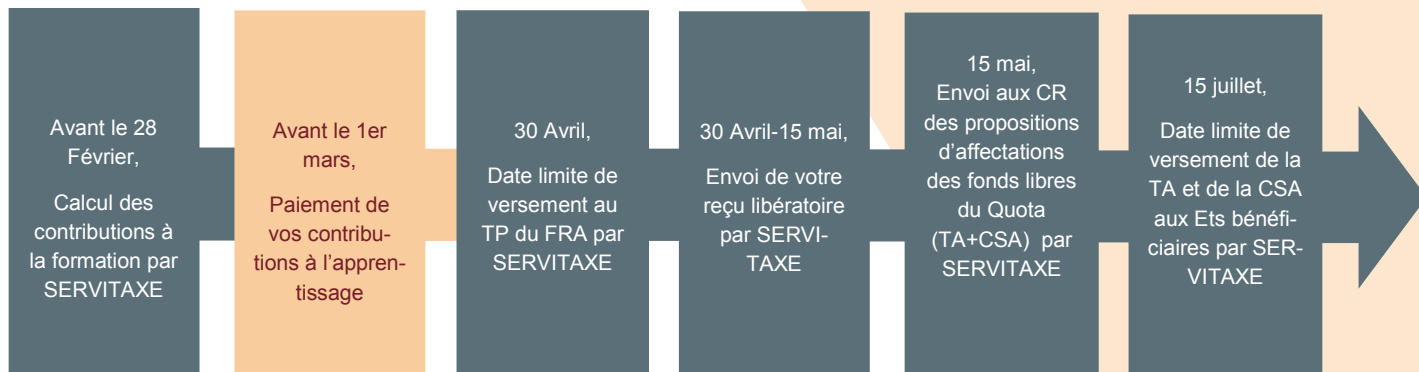 Avant le 28
Février,
Calcul des
contributions à
la formation par
SERVITAXE
Avant le 1er
mars,
Paiement de
vos contribu-
tions à l'appren-
tissage
30 Avril,
Date limite de
versement au
TP du FRA par
SERVITAXE
30 Avril-15 mai,
Envoi de votre
reçu libératoire
par SERVI-
TAXE
15 mai,
Envoi aux CR
des propositions
d'affectations
des fonds libres
du Quota
(TA+CSA) par
SERVITAXE
15 juillet,
Date limite de
versement de la
TA et de la CSA
aux Ets bénéfi-
ciaires par SER-
VITAXE